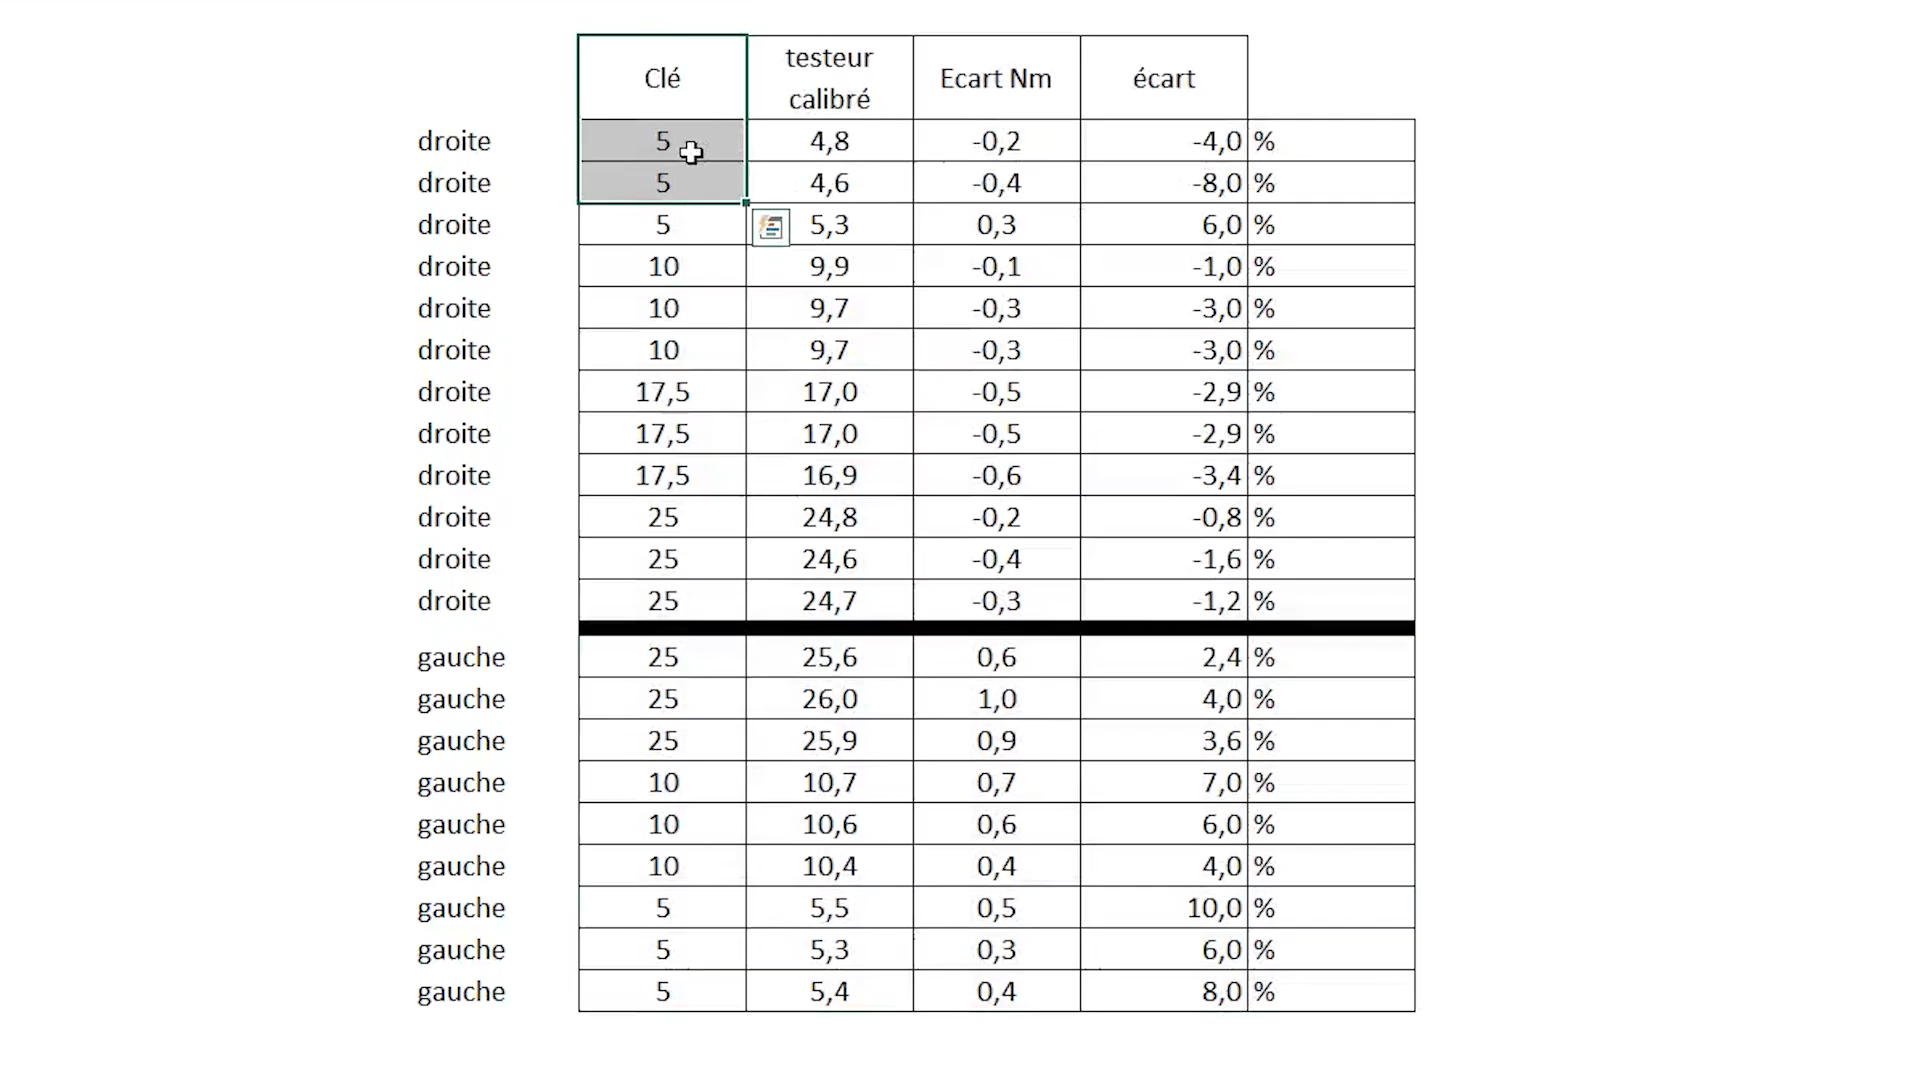 Clé testeur calibré Ecart Nm écart
droite 5 4,8 -0,2 -4,0 %
droite 5 4,6 -0,4 -8,0 %
droite 5 5,3 0,3 6,0 %
droite 10 9,9 -0,1 -1,0 %
droite 10 9,7 -0,3 -3,0 %
droite 10 9,7 -0,3 -3,0 %
droite 17,5 17,0 -0,5 -2,9 %
droite 17,5 17,0 -0,5 -2,9 %
droite 17,5 16,9 -0,6 -3,4 %
droite 25 24,8 -0,2 -0,8 %
droite 25 24,6 -0,4 -1,6 %
droite 25 24,7 -0,3 -1,2 %
gauche 25 25,6 0,6 2,4 %
gauche 25 26,0 1,0 4,0 %
gauche 25 25,9 0,9 3,6 %
gauche 10 10,7 0,7 7,0 %
gauche 10 10,6 0,6 6,0 %
gauche 10 10,4 0,4 4,0 %
gauche 5 5,5 0,5 10,0 %
gauche 5 5,3 0,3 6,0 %
gauche 5 5,4 0,4 8,0 %